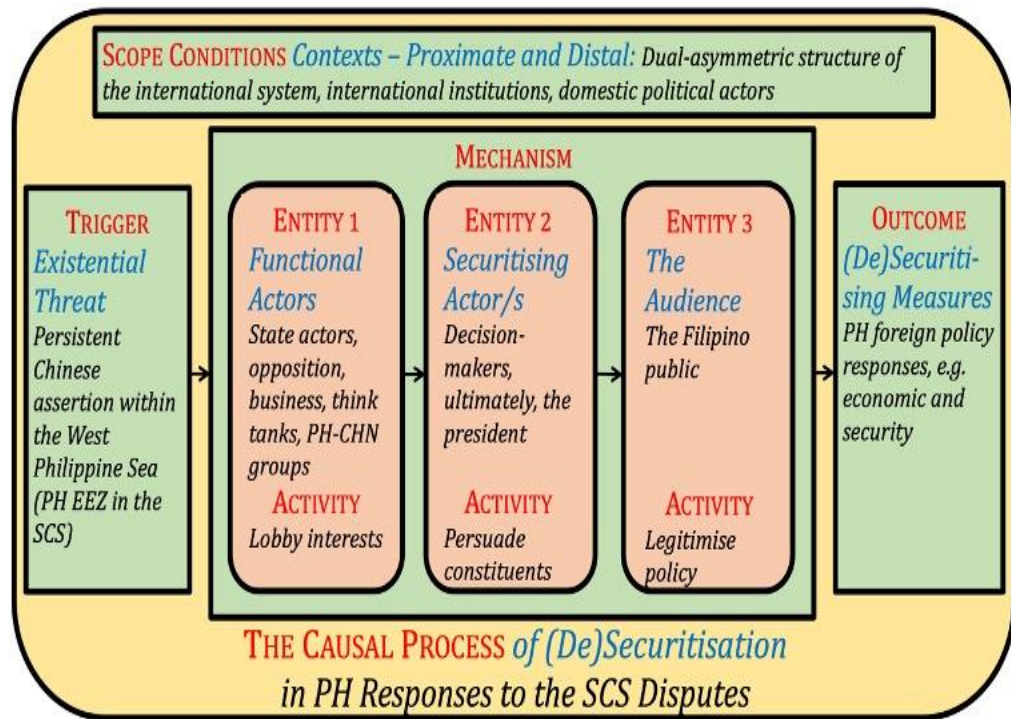 SCOPE CONDITIONS Contexts – Proximate and Distal: Dual-asymmetric structure of
the international system, international institutions, domestic political actors
MECHANISM
TRIGGER
Existential
Threat
Persistent
Chinese
assertion within
the West
Philippine Sea
(PH EEZ in the
SCS)
ENTITY 1
Functional
Actors
State actors,
opposition,
business, think
tanks, PH-CHN
groups
ACTIVITY
Lobby interests
ENTITY 2
Securitising
Actor/s
Decision-
makers,
ultimately, the
president
ACTIVITY
Persuade
constituents
ENTITY 3
The
Audience
The Filipino
public
ACTIVITY
Legitimise
policy
OUTCOME
(De)Securiti-
sing Measures
PH foreign policy
responses, e.g.
economic and
security
THE CAUSAL PROCESS of (De)Securitisation
in PH Responses to the SCS Disputes